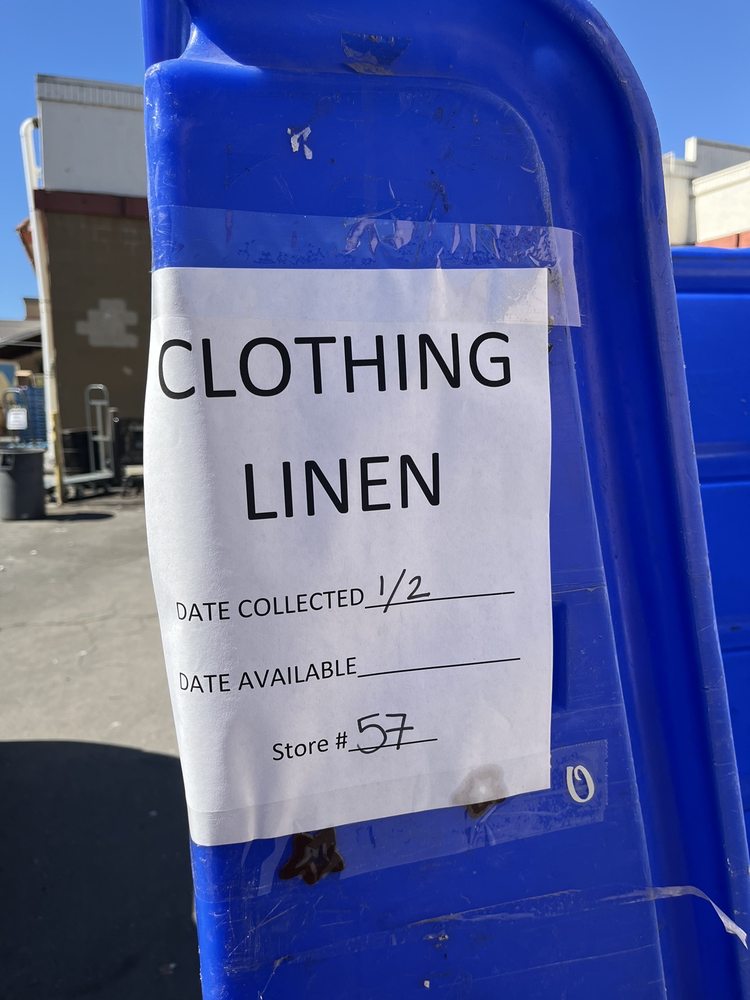 CLOTHING
LINEN
DATE COLLECTED 1/2
DATE AVAILABLE
Store # 57